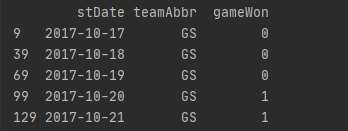 stDate teamAbbr gameWon
9 2017-10-17 GS 0
39 2017-10-18 GS 0
69 2017-10-19 GS 0
99 2017-10-20 GS 1
129 2017-10-21 GS 1